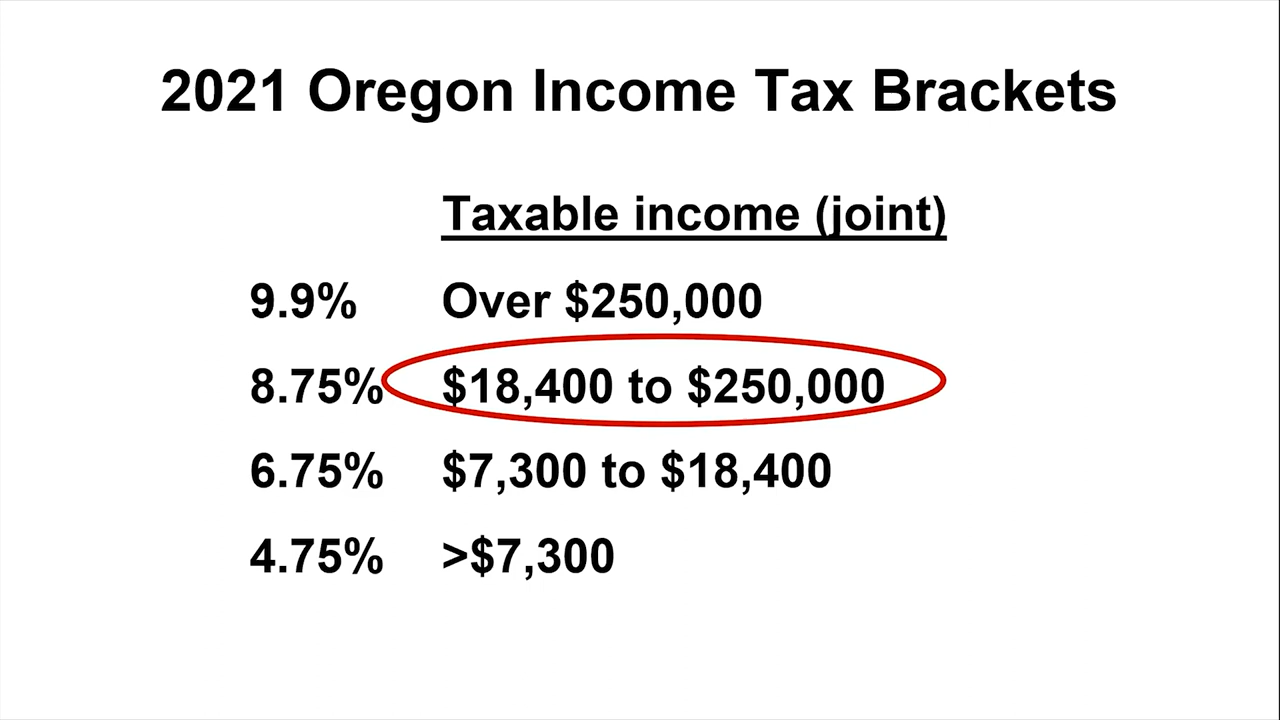 2021 Oregon Income Tax Brackets
Taxable income (joint)
9.9% Over $250,000
8.75% $18,400 to $250,000
6.75% $7,300 to $18,400
4.75% >$7,300